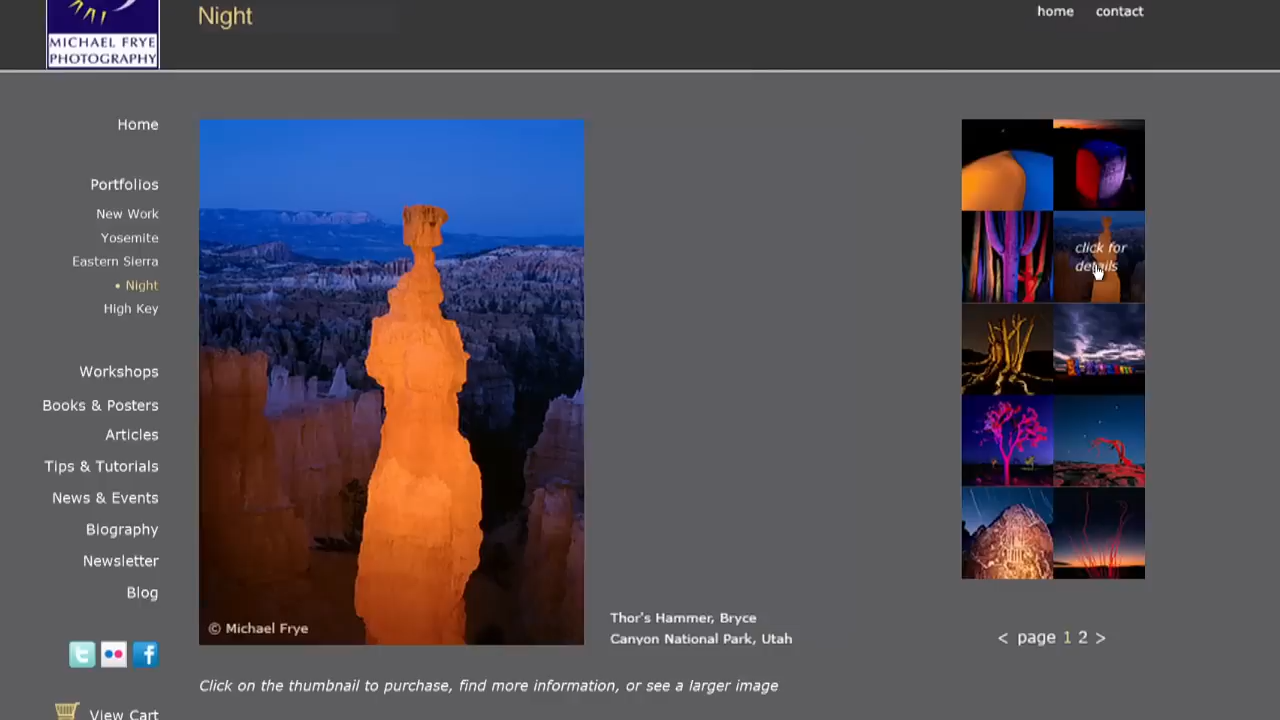 Night
home
contact
MICHAEL FRYE
PHOTOGRAPHY
Home
Portfolios
New Work
Yosemite
Eastern Sierra
• Night
High Key
Workshops
Books & Posters
Articles
Tips & Tutorials
News & Events
Biography
Newsletter
Blog
View Cart
© Michael Frye
Thor's Hammer, Bryce
Canyon National Park, Utah
Click on the thumbnail to purchase, find more information, or see a larger image
click for
details
< page 1 2 >